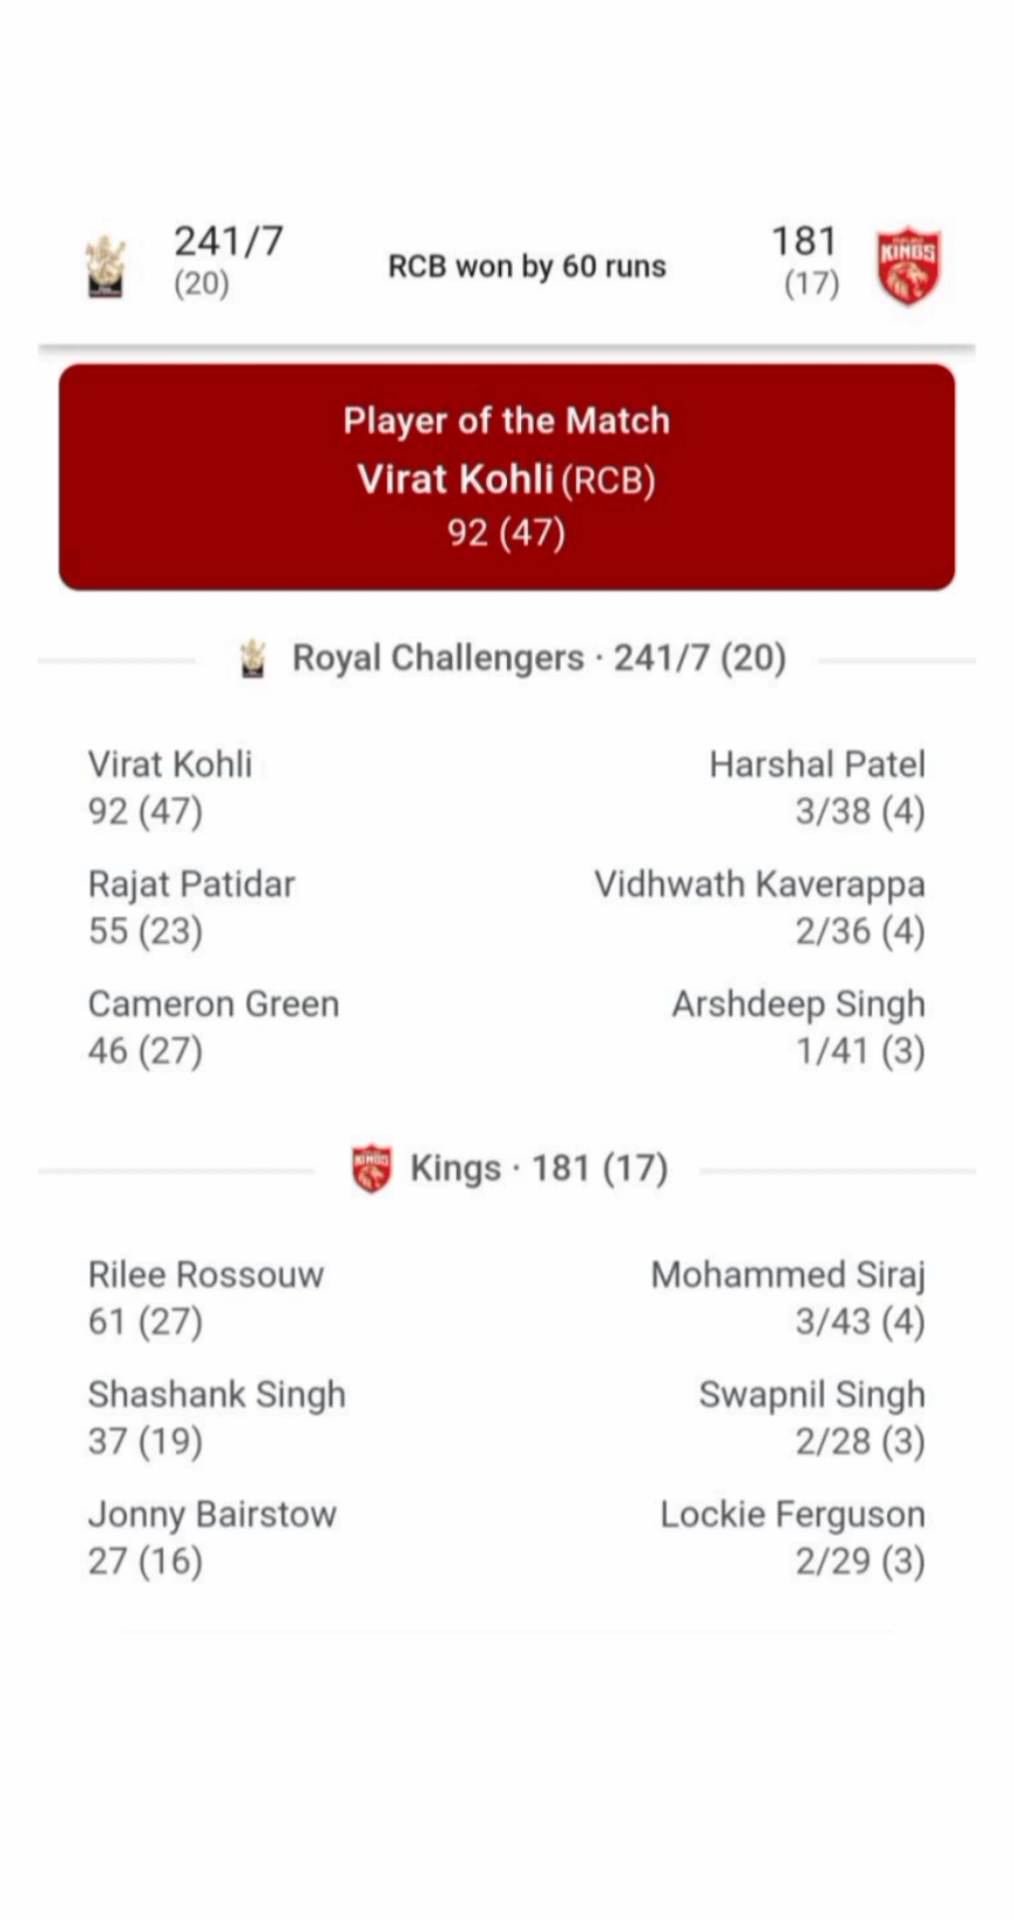 241/7
(20)
RCB won by 60 runs
181
(17)
KINGS
Player of the Match
Virat Kohli (RCB)
92 (47)
Royal Challengers · 241/7 (20)
Virat Kohli
92 (47)
Harshal Patel
3/38 (4)
Rajat Patidar
55 (23)
Vidhwath Kaverappa
2/36 (4)
Cameron Green
46 (27)
Arshdeep Singh
1/41 (3)
KINGS
Kings · 181 (17)
Rilee Rossouw
61 (27)
Mohammed Siraj
3/43 (4)
Shashank Singh
37 (19)
Swapnil Singh
2/28 (3)
Jonny Bairstow
27 (16)
Lockie Ferguson
2/29 (3)